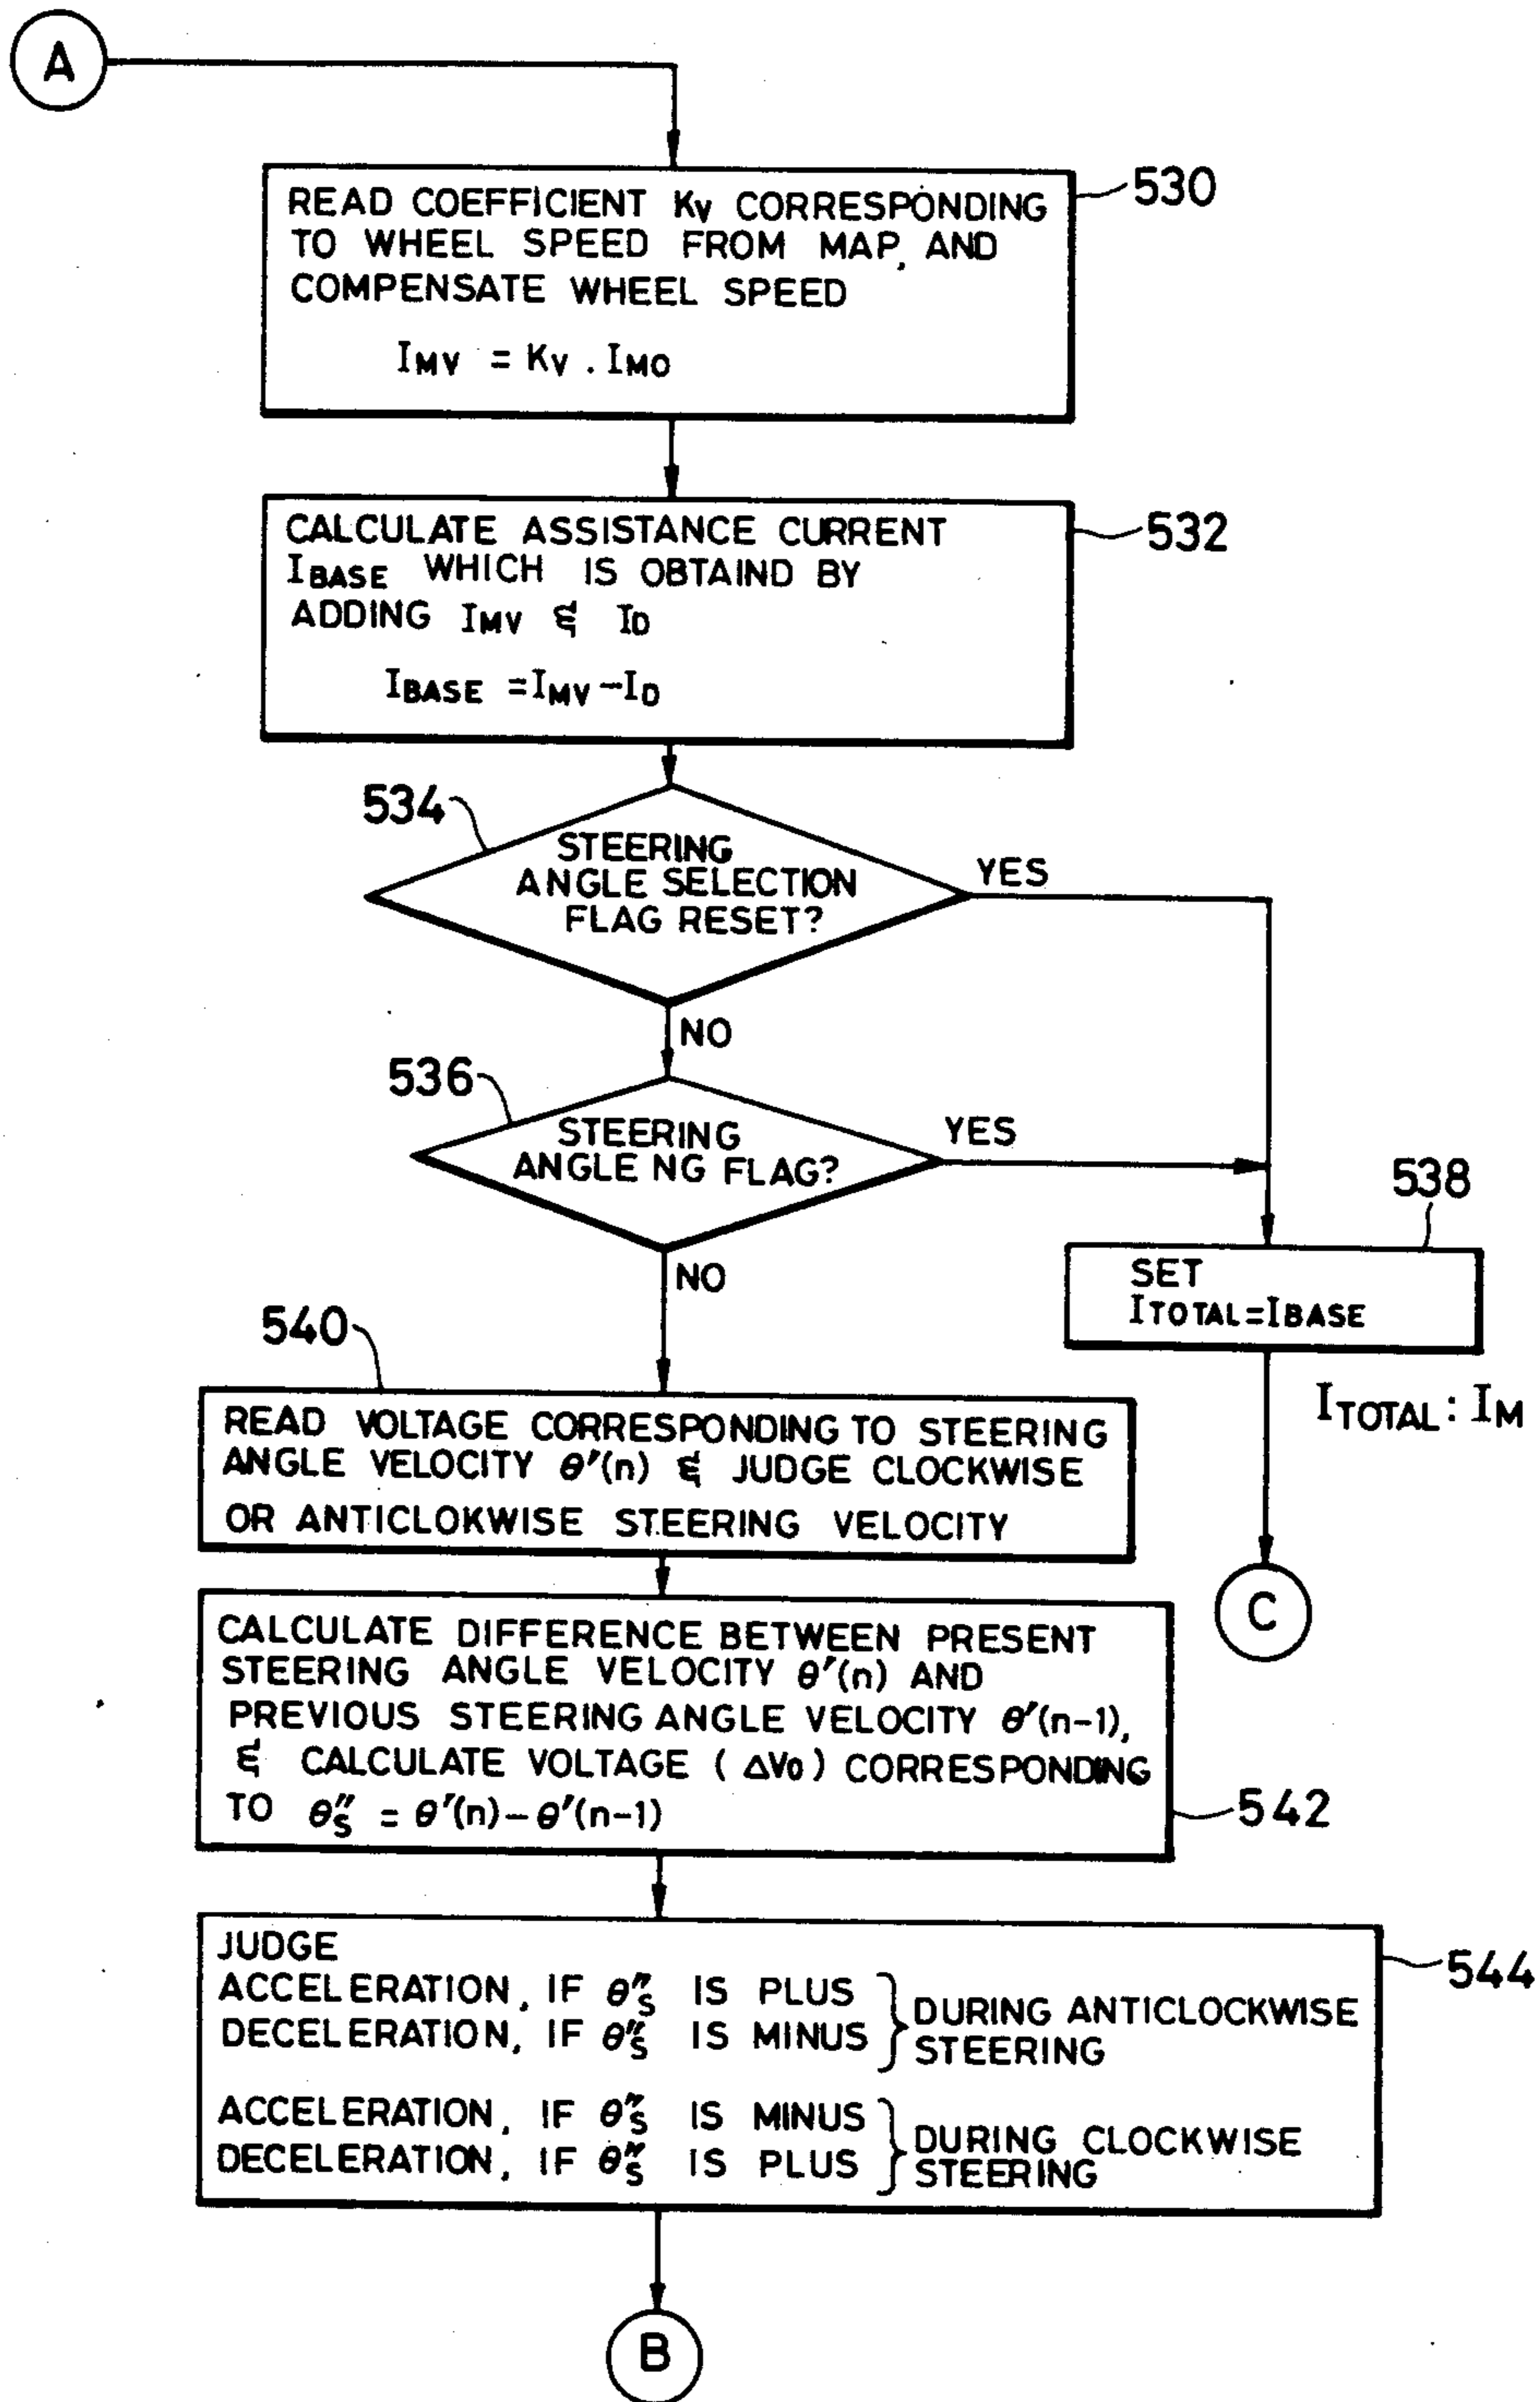 A
READ COEFFICIENT KV CORRESPONDING
TO WHEEL SPEED FROM MAP, AND
COMPENSATE WHEEL SPEED
IMV = KV . IMO
530
CALCULATE ASSISTANCE CURRENT
IBASE WHICH IS OBTAIND BY
ADDING IMV & ID
IBASE = IMV - ID
532
534
STEERING
ANGLE SELECTION
FLAG RESET?
YES
NO
536
STEERING
ANGLE NG FLAG?
YES
NO
538
SET
ITOTAL = IBASE
ITOTAL : IM
C
540
READ VOLTAGE CORRESPONDING TO STEERING
ANGLE VELOCITY θ'(n) & JUDGE CLOCKWISE
OR ANTICLOKWISE STEERING VELOCITY
CALCULATE DIFFERENCE BETWEEN PRESENT
STEERING ANGLE VELOCITY θ'(n) AND
PREVIOUS STEERING ANGLE VELOCITY θ'(n-1),
& CALCULATE VOLTAGE (ΔVo) CORRESPONDING
TO θ"S = θ'(n) - θ'(n-1)
542
JUDGE
ACCELERATION, IF θ"S IS PLUS
DECELERATION, IF θ"S IS MINUS
DURING ANTICLOCKWISE
STEERING
ACCELERATION, IF θ"S IS MINUS
DECELERATION, IF θ"S IS PLUS
DURING CLOCKWISE
STEERING
544
B